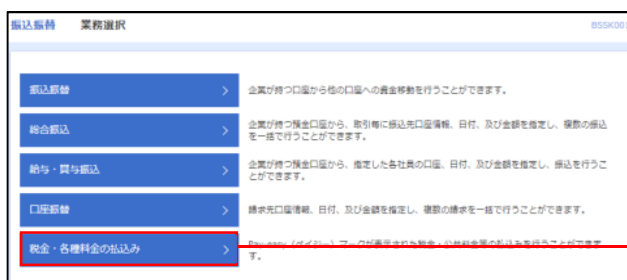 振込振替 業務選択 BSSK001
振込振替 企業が持つ口座から他の口座への資金移動を行うことができます。
総合振込 企業が持つ預金口座から、取引毎に振込先口座情報、日付、及び金額を指定し、複数の振込
を一括で行うことができます。
給与・賞与振込 企業が持つ預金口座から、指定した各社員の口座、日付、及び金額を指定し、振込を行うこ
とができます。
口座振替 請求先口座情報、日付、及び金額を指定し、複数の請求を一括で行うことができます。
税金・各種料金の払込み Pay-easy（ペイジー）マークが表示された税金・公共料金等の払込みを行うことができま
す。